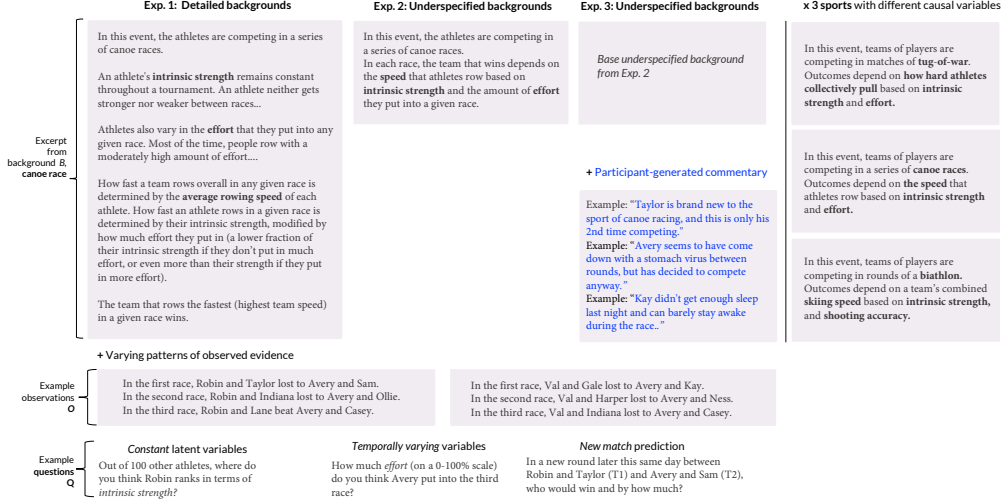 Exp. 1: Detailed backgrounds
In this event, the athletes are competing in a series
of canoe races.
An athlete's intrinsic strength remains constant
throughout a tournament. An athlete neither gets
stronger nor weaker between races...
Athletes also vary in the effort that they put into any
given race. Most of the time, people row with a
moderately high amount of effort....
How fast a team rows overall in any given race is
determined by the average rowing speed of each
athlete. How fast an athlete rows in a given race is
determined by their intrinsic strength, modified by
how much effort they put in (a lower fraction of
their intrinsic strength if they don't put in much
effort, or even more than their strength if they put
in more effort).
The team that rows the fastest (highest team speed)
in a given race wins.
Excerpt
from
background B,
canoe race
Exp. 2: Underspecified backgrounds
In this event, the athletes are competing in
a series of canoe races.
In each race, the team that wins depends on
the speed that athletes row based on
intrinsic strength and the amount of effort
they put into a given race.
Exp. 3: Underspecified backgrounds
Base underspecified background
from Exp. 2
+ Participant-generated commentary
Example: "Taylor is brand new to the
sport of canoe racing, and this is only his
2nd time competing."
Example: "Avery seems to have come
down with a stomach virus between
rounds, but has decided to compete
anyway."
Example: "Kay didn't get enough sleep
last night and can barely stay awake
during the race.."
x 3 sports with different causal variables
In this event, teams of players are
competing in matches of tug-of-war.
Outcomes depend on how hard athletes
collectively pull based on intrinsic
strength and effort.
In this event, teams of players are
competing in a series of canoe races.
Outcomes depend on the speed that
athletes row based on intrinsic strength
and effort.
In this event, teams of players are
competing in rounds of a biathlon.
Outcomes depend on a team's combined
skiing speed based on intrinsic strength,
and shooting accuracy.
+ Varying patterns of observed evidence
Example
observations
O
In the first race, Robin and Taylor lost to Avery and Sam.
In the second race, Robin and Indiana lost to Avery and Ollie.
In the third race, Robin and Lane beat Avery and Casey.
In the first race, Val and Gale lost to Avery and Kay.
In the second race, Val and Harper lost to Avery and Ness.
In the third race, Val and Indiana lost to Avery and Casey.
Example
questions
Q
Constant latent variables
Out of 100 other athletes, where do
you think Robin ranks in terms of
intrinsic strength?
Temporally varying variables
How much effort (on a 0-100% scale)
do you think Avery put into the third
race?
New match prediction
In a new round later this same day between
Robin and Taylor (T1) and Avery and Sam (T2),
who would win and by how much?